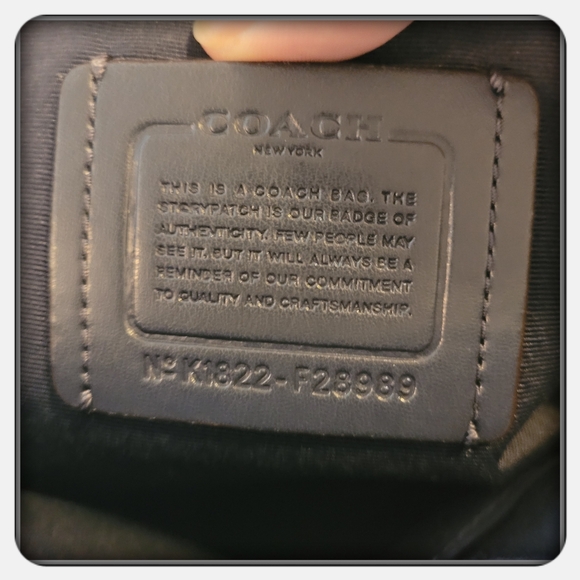 COACH
NEW YORK
THIS IS A COACH BAG. THE
STORYPATCH IS OUR BADGE OF
AUTHENTICITY. FEW PEOPLE MAY
SEE IT, BUT IT WILL ALWAYS BE A
REMINDER OF OUR COMMITMENT
TO QUALITY AND CRAFTSMANSHIP.
Nº K1822-F28989